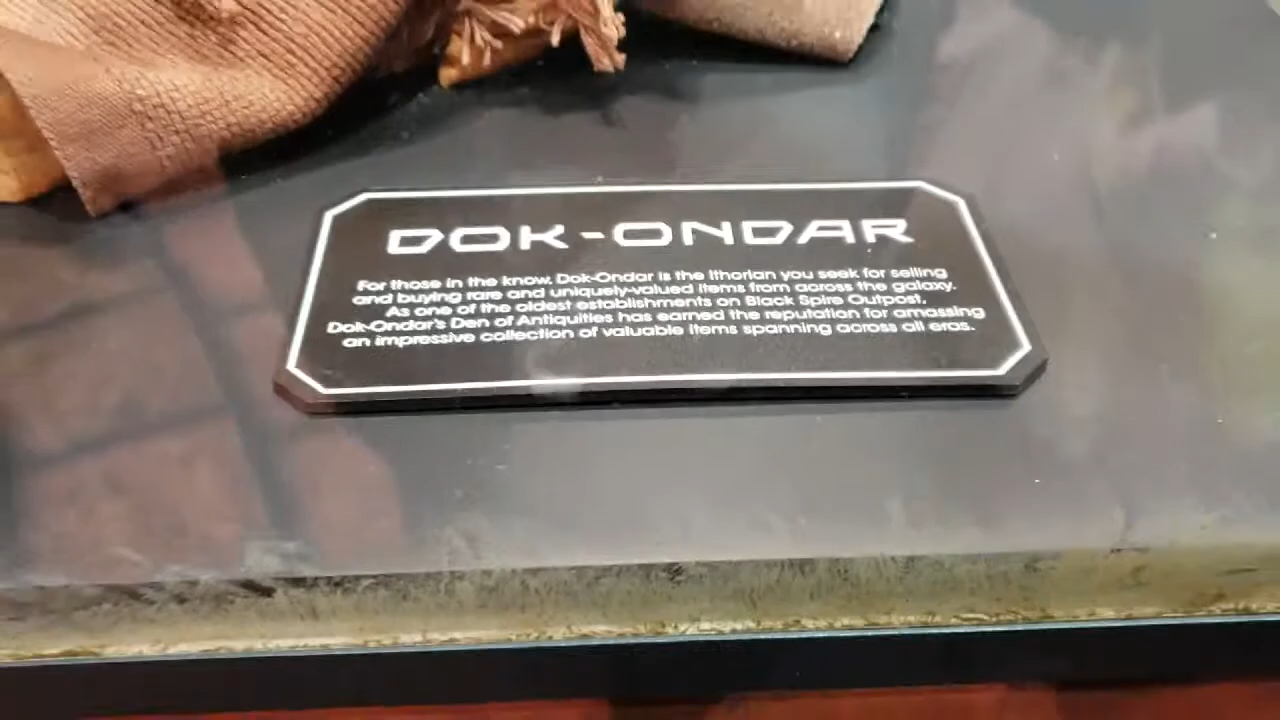 DOK-ONDAR
For those in the know, Dok-Ondar is the Ithorian you seek for selling
and buying rare and uniquely-valued items from across the galaxy.
As one of the oldest establishments on Black Spire Outpost,
Dok-Ondar's Den of Antiquities has earned the reputation for amassing
an impressive collection of valuable items spanning across all eras.